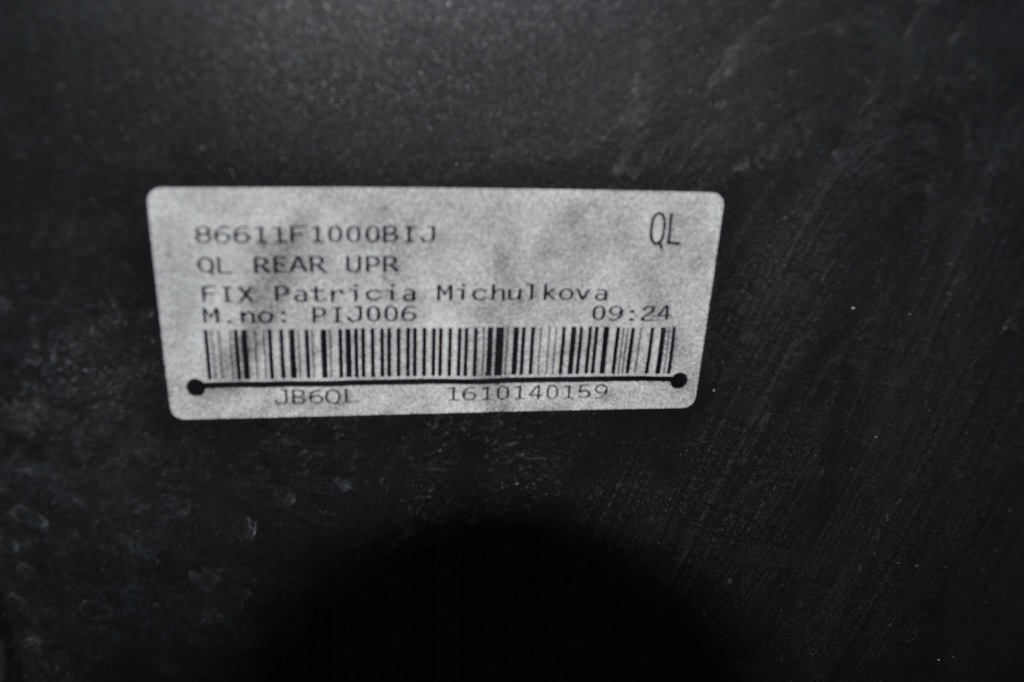 86611F1000BIJ QL
QL REAR UPR
FIX Patricia Michulkova
M.no: PIJ006 09:24
JB6QL 1610140159